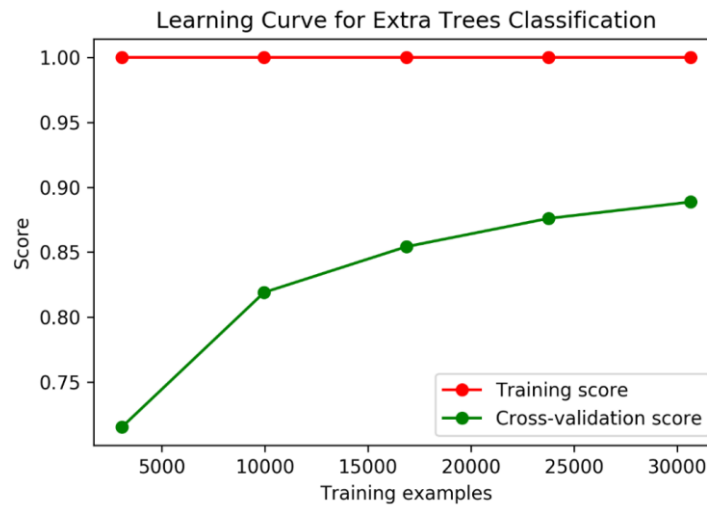 Learning Curve for Extra Trees Classification
1.00
0.95
0.90
0.85
0.80
0.75
Score
Training score
Cross-validation score
5000 10000 15000 20000 25000 30000
Training examples